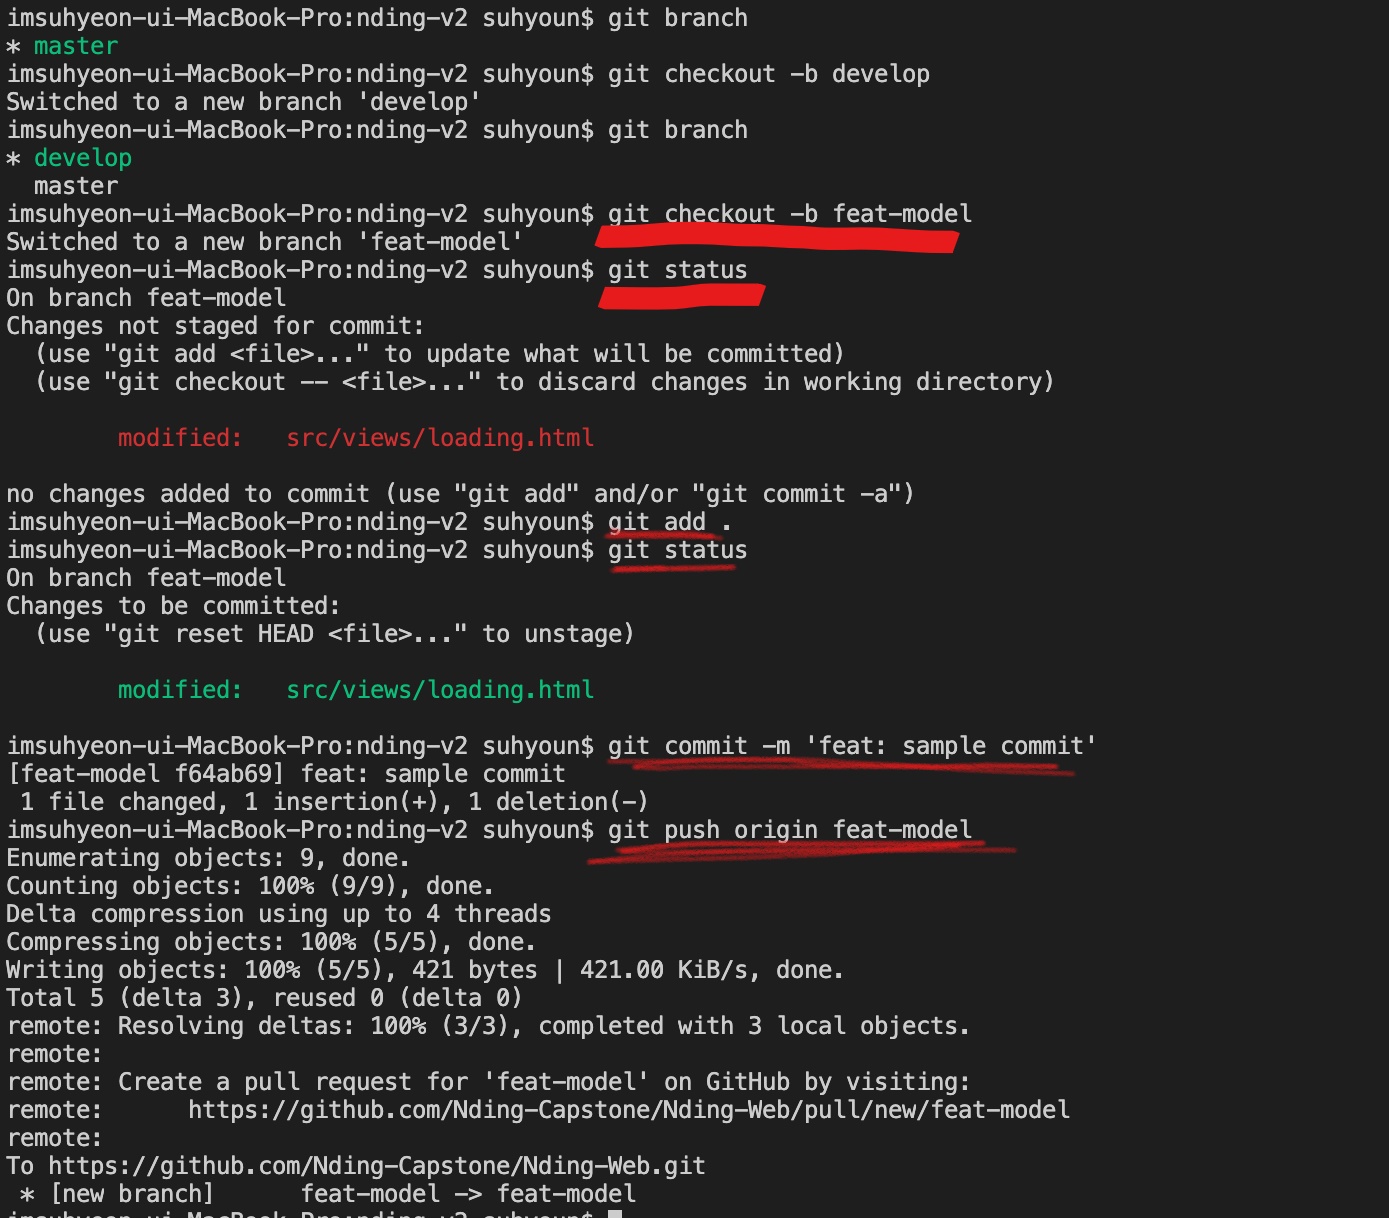 imsuhyeon-ui-MacBook-Pro:nding-v2 suhyoun$ git branch
* master
imsuhyeon-ui-MacBook-Pro:nding-v2 suhyoun$ git checkout -b develop
Switched to a new branch 'develop'
imsuhyeon-ui-MacBook-Pro:nding-v2 suhyoun$ git branch
* develop
  master
imsuhyeon-ui-MacBook-Pro:nding-v2 suhyoun$ git checkout -b feat-model
Switched to a new branch 'feat-model'
imsuhyeon-ui-MacBook-Pro:nding-v2 suhyoun$ git status
On branch feat-model
Changes not staged for commit:
  (use "git add <file>..." to update what will be committed)
  (use "git checkout -- <file>..." to discard changes in working directory)
        modified:   src/views/loading.html
no changes added to commit (use "git add" and/or "git commit -a")
imsuhyeon-ui-MacBook-Pro:nding-v2 suhyoun$ git add .
imsuhyeon-ui-MacBook-Pro:nding-v2 suhyoun$ git status
On branch feat-model
Changes to be committed:
  (use "git reset HEAD <file>..." to unstage)
        modified:   src/views/loading.html
imsuhyeon-ui-MacBook-Pro:nding-v2 suhyoun$ git commit -m 'feat: sample commit'
[feat-model f64ab69] feat: sample commit
 1 file changed, 1 insertion(+), 1 deletion(-)
imsuhyeon-ui-MacBook-Pro:nding-v2 suhyoun$ git push origin feat-model
Enumerating objects: 9, done.
Counting objects: 100% (9/9), done.
Delta compression using up to 4 threads
Compressing objects: 100% (5/5), done.
Writing objects: 100% (5/5), 421 bytes | 421.00 KiB/s, done.
Total 5 (delta 3), reused 0 (delta 0)
remote: Resolving deltas: 100% (3/3), completed with 3 local objects.
remote:
remote: Create a pull request for 'feat-model' on GitHub by visiting:
remote:      https://github.com/Nding-Capstone/Nding-Web/pull/new/feat-model
remote:
To https://github.com/Nding-Capstone/Nding-Web.git
 * [new branch]      feat-model -> feat-model
imsuhyeon-ui-MacBook-Pro:nding-v2 suhyoun$